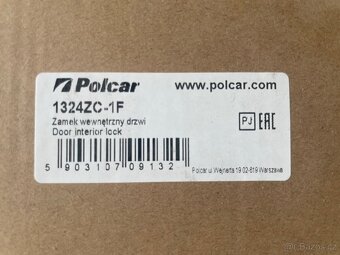 Polcar
www.polcar.com
1324ZC-1F
Zamek wewnętrzny drzwi
Door interior lock
PJ EAC
5 903107 09132
Polcar ul Wejnerta 19 02-619 Warszawa